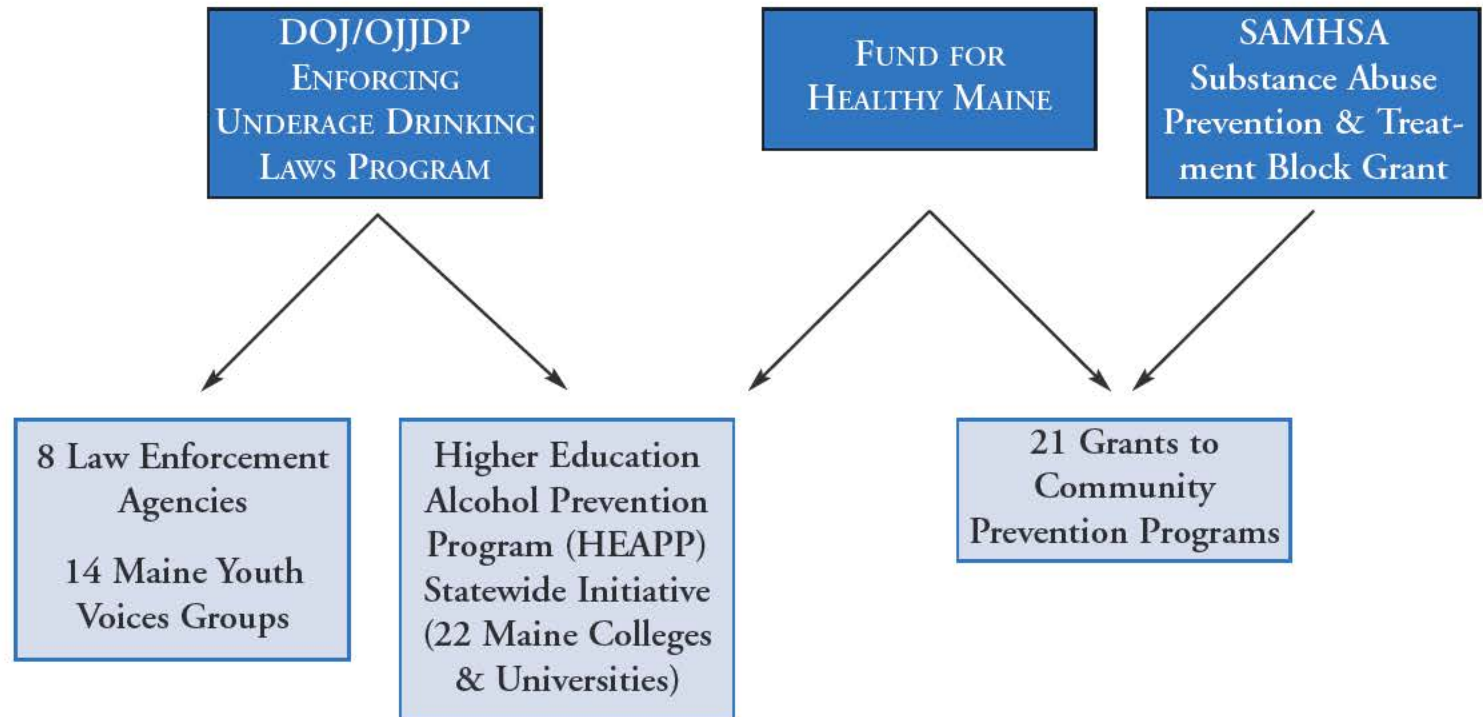 DOJ/OJJDP
Enforcing
Underage Drinking
Laws Program
Fund for
Healthy Maine
SAMHSA
Substance Abuse
Prevention & Treat-
ment Block Grant
8 Law Enforcement
Agencies
14 Maine Youth
Voices Groups
Higher Education
Alcohol Prevention
Program (HEAPP)
Statewide Initiative
(22 Maine Colleges
& Universities)
21 Grants to
Community
Prevention Programs